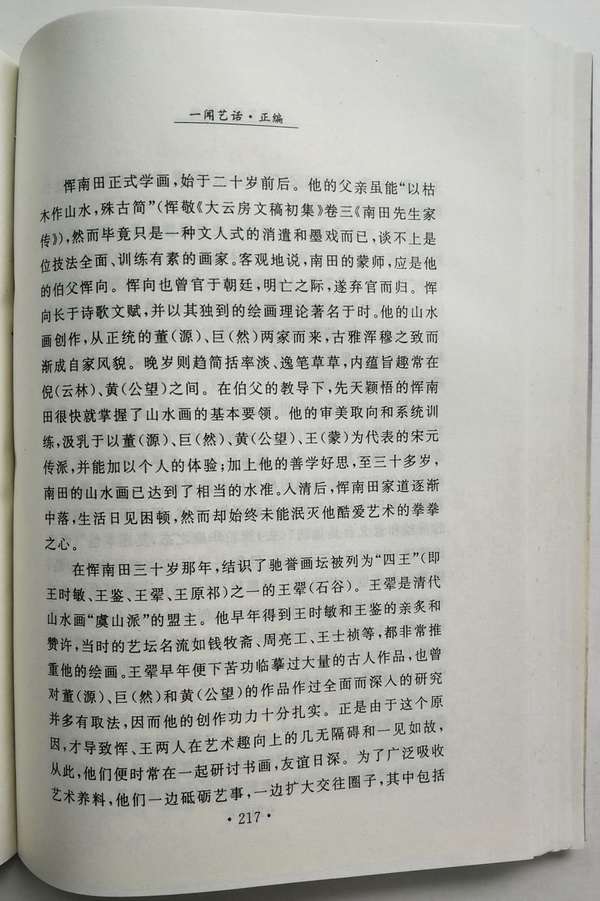 一闻艺话·正编
恽南田正式学画，始于二十岁前后。他的父亲虽能“以枯
木作山水，殊古简”（恽敬《大云房文稿初集》卷三《南田先生家
传》），然而毕竟只是一种文人式的消遣和墨戏而已，谈不上是
位技法全面、训练有素的画家。客观地说，南田的蒙师，应是他
的伯父恽向。恽向也曾官于朝廷，明亡之际，遂弃官而归。恽
向长于诗歌文赋，并以其独到的绘画理论著名于时。他的山水
画创作，从正统的董（源）、巨（然）两家而来，古雅浑穆之致而
渐成自家风貌。晚岁则趋简括率淡、逸笔草草，内蕴旨趣常在
倪（云林）、黄（公望）之间。在伯父的教导下，先天颖悟的恽南
田很快就掌握了山水画的基本要领。他的审美取向和系统训
练，汲乳于以董（源）、巨（然）、黄（公望）、王（蒙）为代表的宋元
传派，并能加以个人的体验；加上他的善学好思，至三十多岁，
南田的山水画已达到了相当的水准。入清后，恽南田家道逐渐
中落，生活日见困顿，然而却始终未能泯灭他酷爱艺术的拳拳
之心。
在恽南田三十岁那年，结识了驰誉画坛被列为“四王”（即
王时敏、王鉴、王翚、王原祁）之一的王翚（石谷）。王翚是清代
山水画“虞山派”的盟主。他早年得到王时敏和王鉴的亲炙和
赞许，当时的艺坛名流如钱牧斋、周亮工、王士祯等，都非常推
重他的绘画。王翚早年便下苦功临摹过大量的古人作品，也曾
对董（源）、巨（然）和黄（公望）的作品作过全面而深入的研究
并多有取法，因而他的创作功力十分扎实。正是由于这个原
因，才导致恽、王两人在艺术趣向上的几无隔碍和一见如故，
从此，他们便时常在一起研讨书画，友谊日深。为了广泛吸收
艺术养料，他们一边砥砺艺事，一边扩大交往圈子，其中包括
·217·